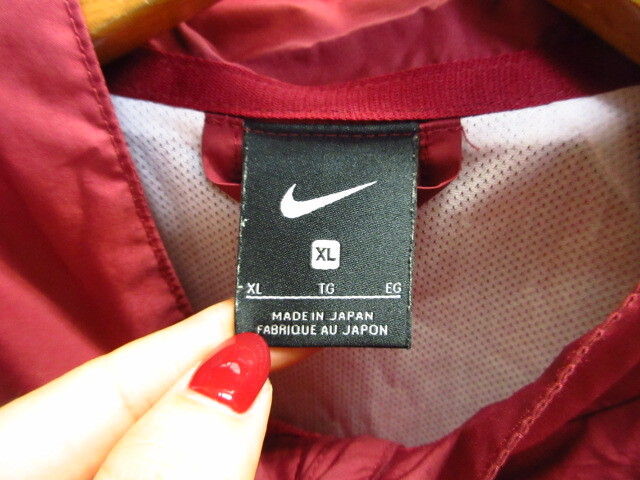 XL
XL TG EG
MADE IN JAPAN
FABRIQUE AU JAPON